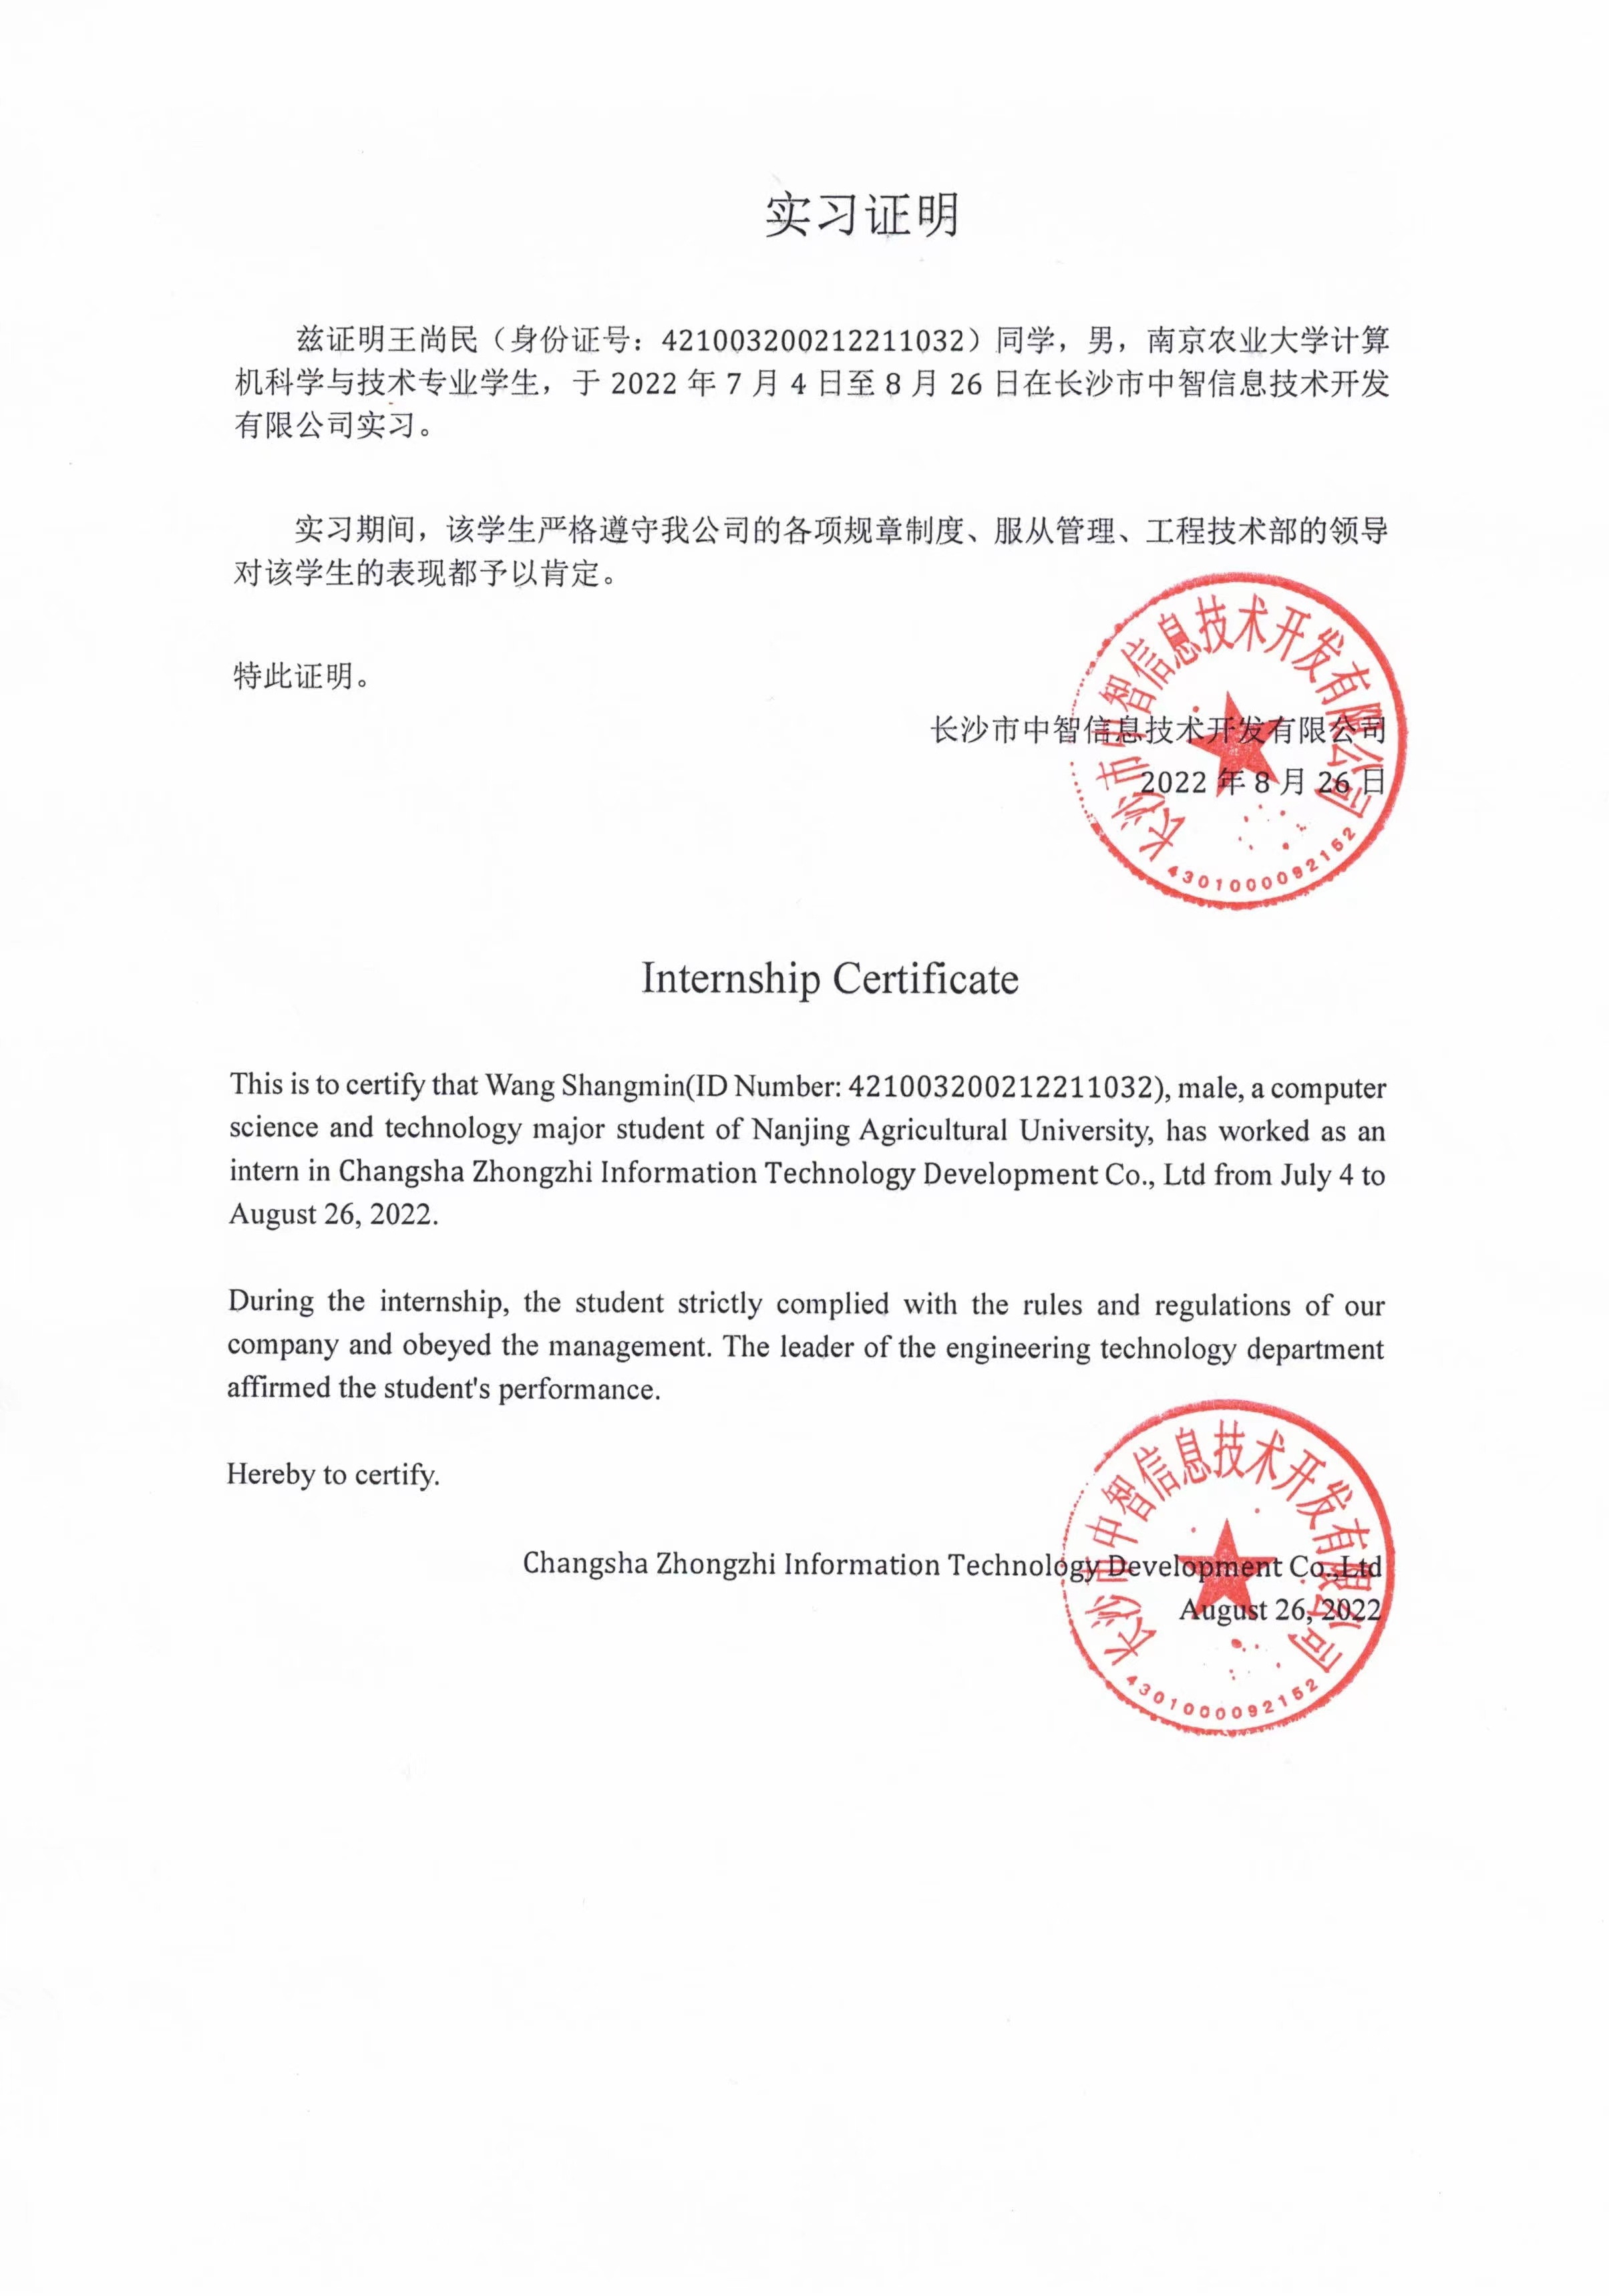 实习证明
兹证明王尚民（身份证号：421003200212211032）同学，男，南京农业大学计算
机科学与技术专业学生，于 2022 年 7 月 4 日至 8 月 26 日在长沙市中智信息技术开发
有限公司实习。
实习期间，该学生严格遵守我公司的各项规章制度、服从管理、工程技术部的领导
对该学生的表现都予以肯定。
特此证明。
长沙市中智信息技术开发有限公司
2022 年 8 月 26 日
长沙市中智信息技术开发有限公司
4301000092152
Internship Certificate
This is to certify that Wang Shangmin(ID Number: 421003200212211032), male, a computer
science and technology major student of Nanjing Agricultural University, has worked as an
intern in Changsha Zhongzhi Information Technology Development Co., Ltd from July 4 to
August 26, 2022.
During the internship, the student strictly complied with the rules and regulations of our
company and obeyed the management. The leader of the engineering technology department
affirmed the student's performance.
Hereby to certify.
Changsha Zhongzhi Information Technology Development Co.,Ltd
August 26, 2022
长沙市中智信息技术开发有限公司
4301000092152